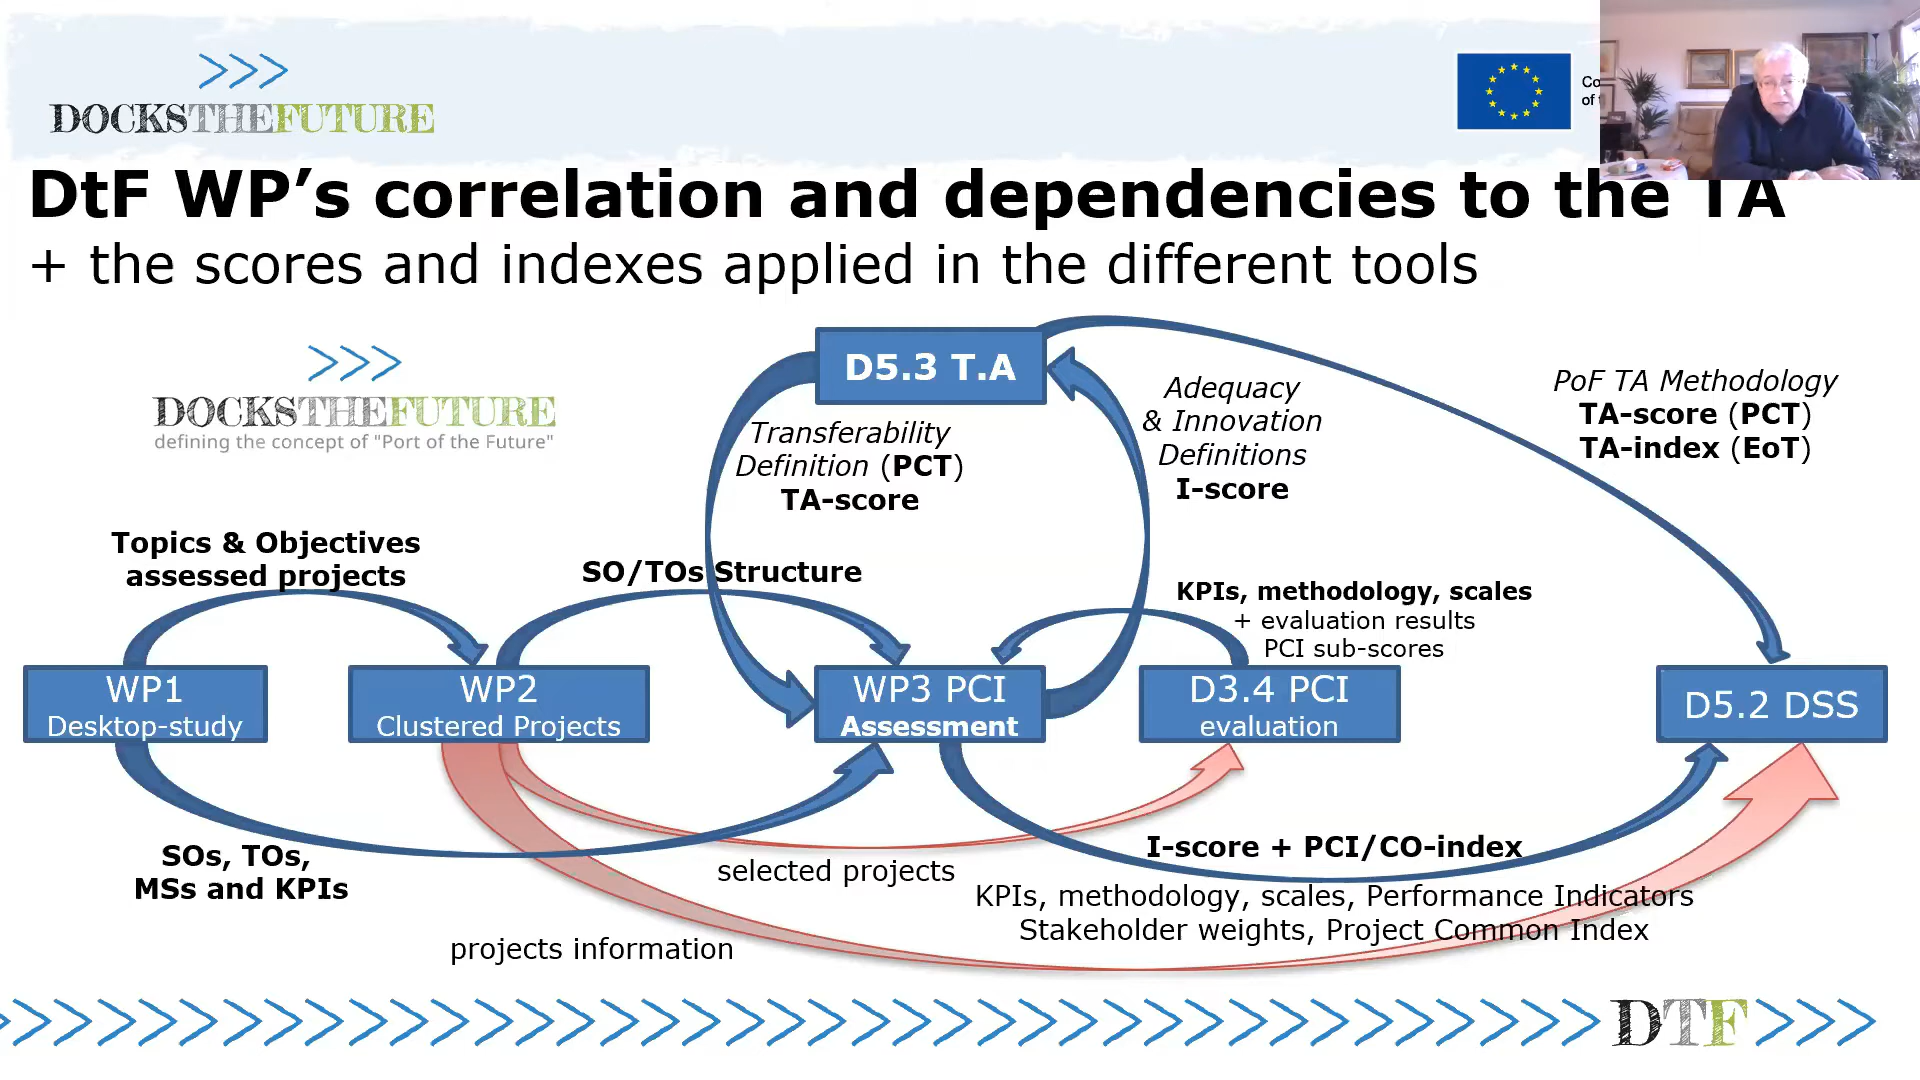 DOCKSTHEFUTURE
Co
of
DtF WP’s correlation and dependencies to the TA
+ the scores and indexes applied in the different tools
DOCKSTHEFUTURE
defining the concept of "Port of the Future"
D5.3 T.A
Transferability
Definition (PCT)
TA-score
Adequacy
& Innovation
Definitions
I-score
PoF TA Methodology
TA-score (PCT)
TA-index (EoT)
Topics & Objectives
assessed projects
SO/TOs Structure
KPIs, methodology, scales
+ evaluation results
PCI sub-scores
WP1
Desktop-study
WP2
Clustered Projects
WP3 PCI
Assessment
D3.4 PCI
evaluation
D5.2 DSS
SOs, TOs,
MSs and KPIs
selected projects
I-score + PCI/CO-index
KPIs, methodology, scales, Performance Indicators
Stakeholder weights, Project Common Index
projects information
DTF